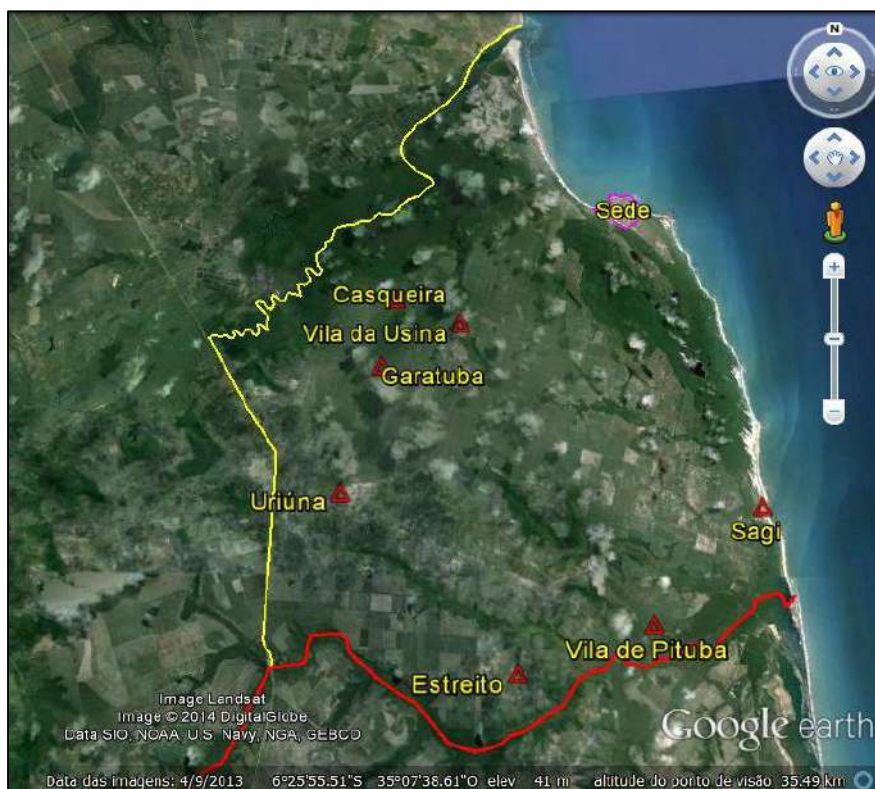 N
Sede
Casqueira
Vila da Usina
Garatuba
Uriúna
Sagi
Vila de Pituba
Estreito
Image Landsat
Image © 2014 DigitalGlobe
Data SIO, NOAA, U.S. Navy, NGA, GEBCO
Google earth
Data das imagens: 4/9/2013 6°25'55.51"S 35°07'38.61"O elev 41 m altitude do ponto de visão 35.49 km